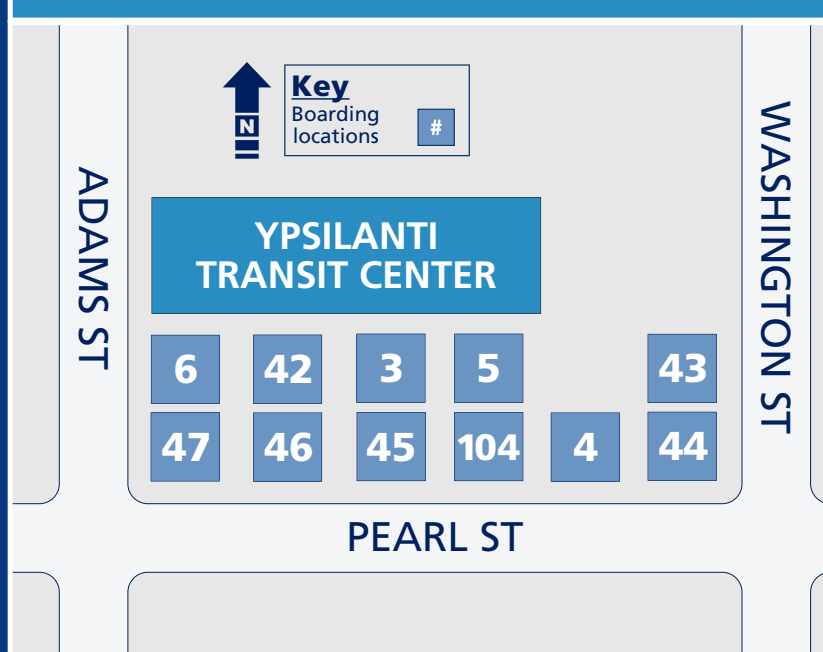 Key
Boarding
locations
#
N
ADAMS ST
WASHINGTON ST
YPSILANTI
TRANSIT CENTER
6 42 3 5 43
47 46 45 104 4 44
PEARL ST